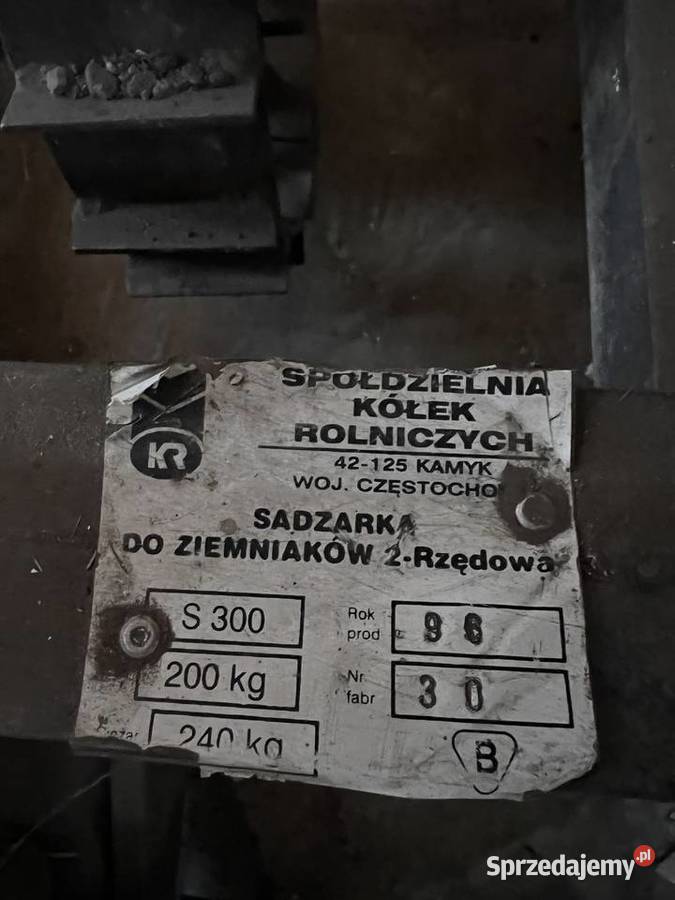 SPÓŁDZIELNIA
KÓŁEK
ROLNICZYCH
42-125 KAMYK
WOJ. CZĘSTOCHO
KR
SADZARKA
DO ZIEMNIAKÓW 2-Rzędowa
S 300
Rok
prod
96
200 kg
Nr
fabr
30
240 kg
B
Sprzedajemy.pl